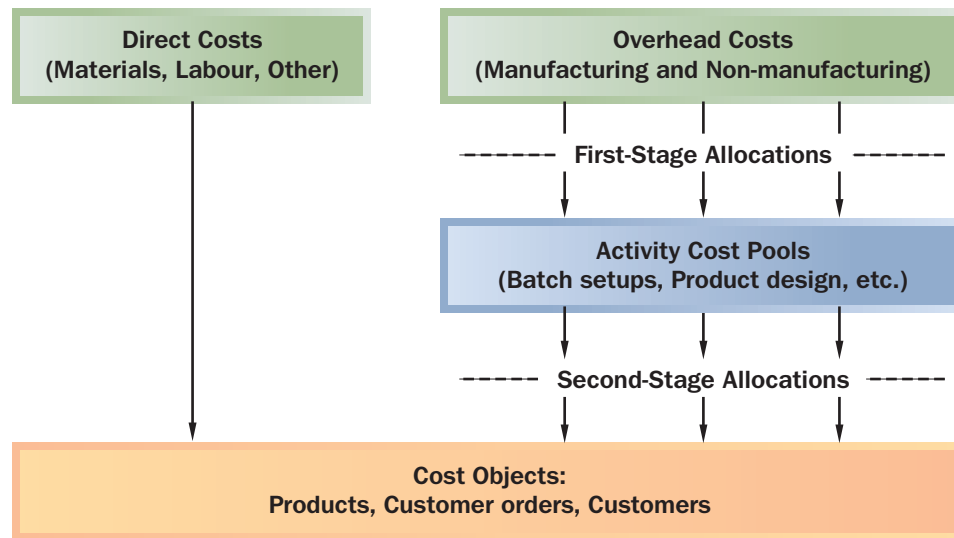 Direct Costs
(Materials, Labour, Other)
Overhead Costs
(Manufacturing and Non-manufacturing)
First-Stage Allocations
Activity Cost Pools
(Batch setups, Product design, etc.)
Second-Stage Allocations
Cost Objects:
Products, Customer orders, Customers